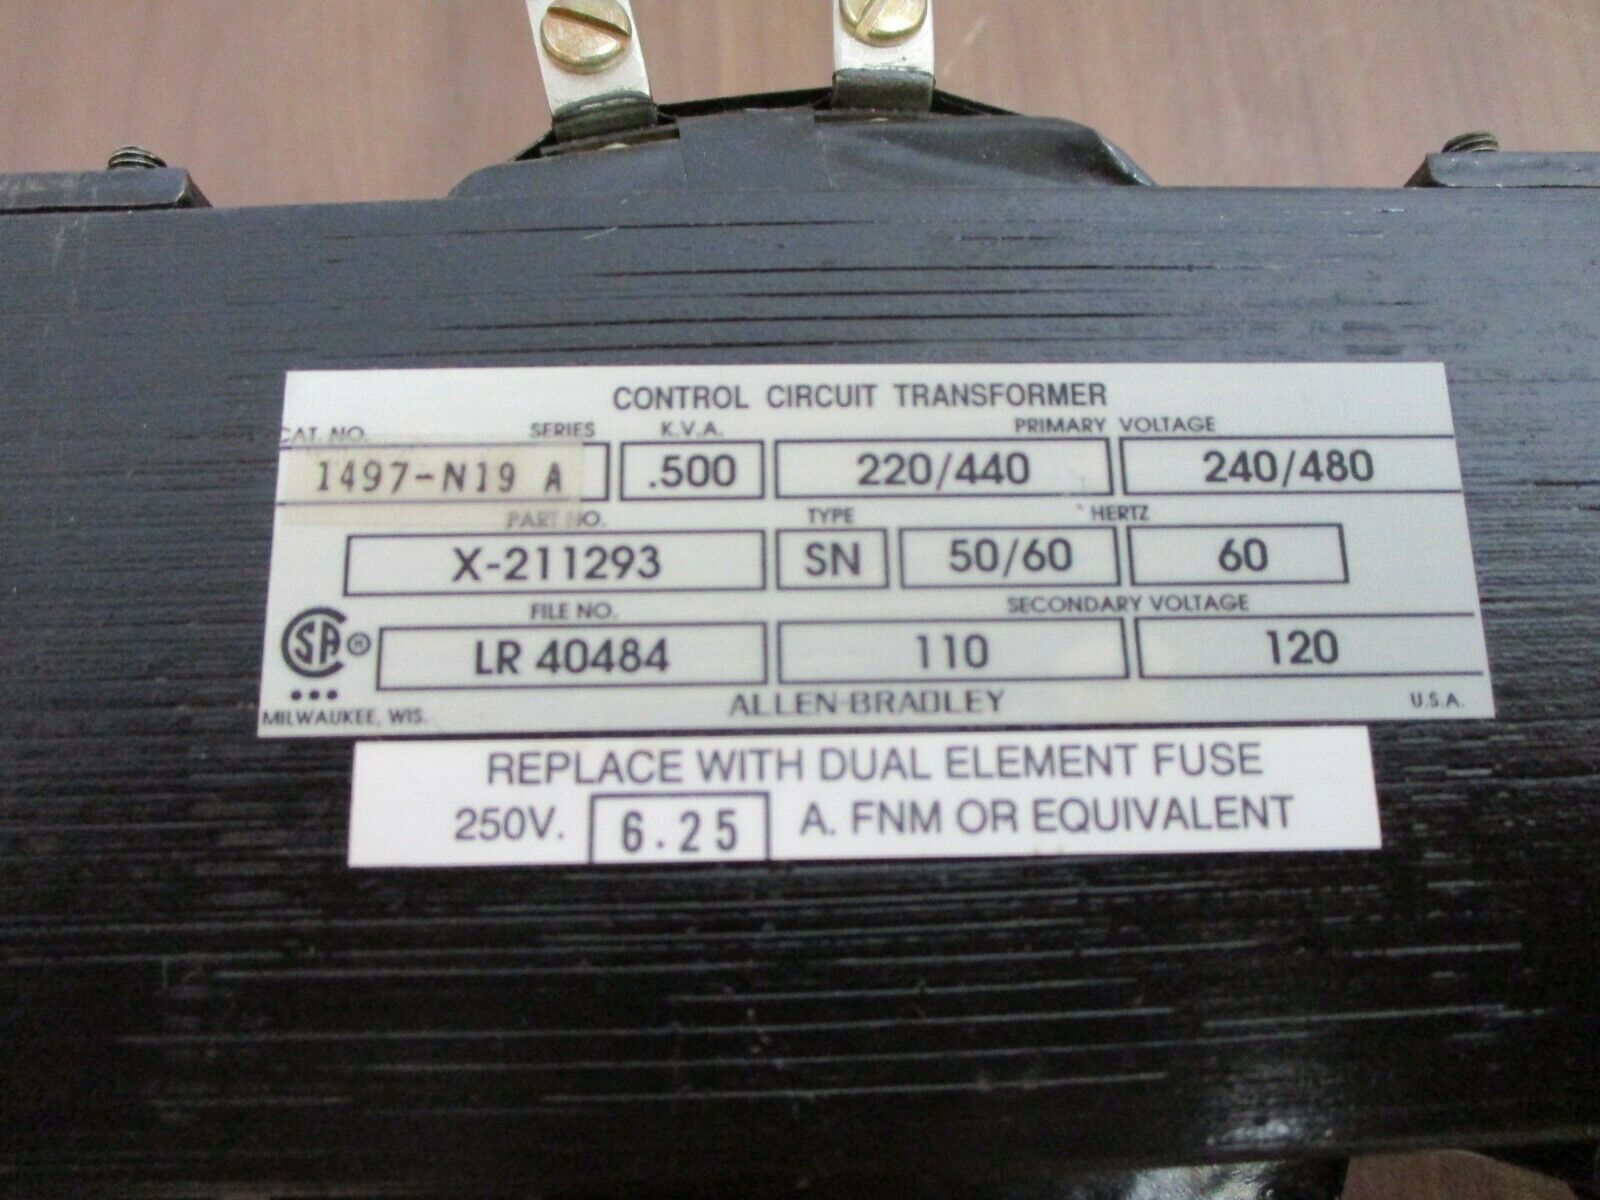 CONTROL CIRCUIT TRANSFORMER
CAT. NO. SERIES K.V.A. PRIMARY VOLTAGE
1497-N19 A .500 220/440 240/480
PART NO. TYPE HERTZ
X-211293 SN 50/60 60
FILE NO. SECONDARY VOLTAGE
SA ® LR 40484 110 120
MILWAUKEE, WIS. ALLEN-BRADLEY U.S.A.
REPLACE WITH DUAL ELEMENT FUSE
250V. 6.25 A. FNM OR EQUIVALENT